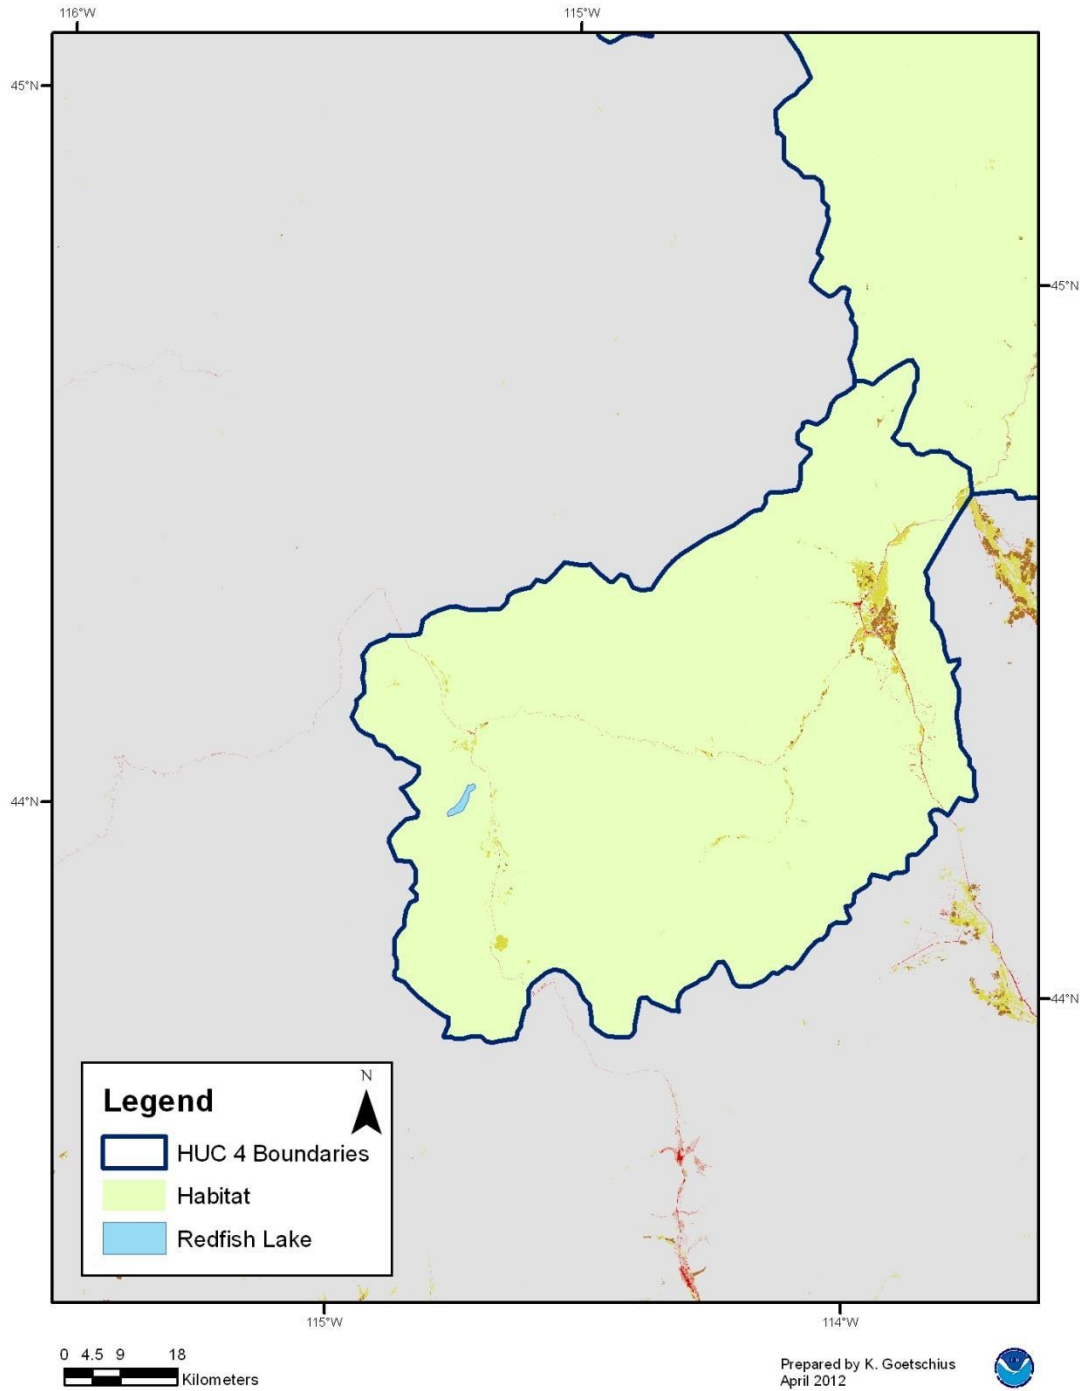 116°W
115°W
45°N
45°N
44°N
44°N
N
Legend
HUC 4 Boundaries
Habitat
Redfish Lake
115°W
114°W
0 4.5 9 18
Kilometers
Prepared by K. Goetschius
April 2012